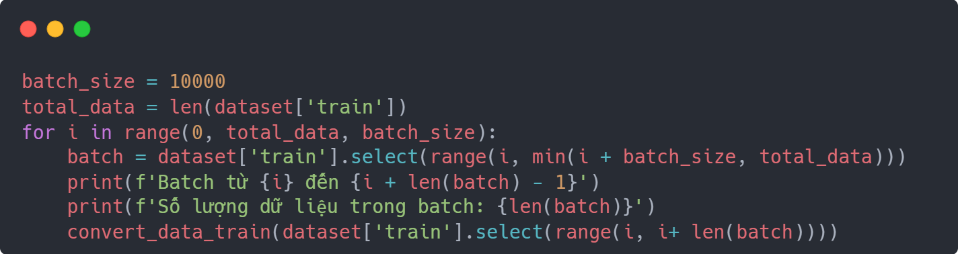 batch_size = 10000
total_data = len(dataset['train'])
for i in range(0, total_data, batch_size):
    batch = dataset['train'].select(range(i, min(i + batch_size, total_data)))
    print(f'Batch từ {i} đến {i + len(batch) - 1}')
    print(f'Số lượng dữ liệu trong batch: {len(batch)}')
    convert_data_train(dataset['train'].select(range(i, i+ len(batch))))